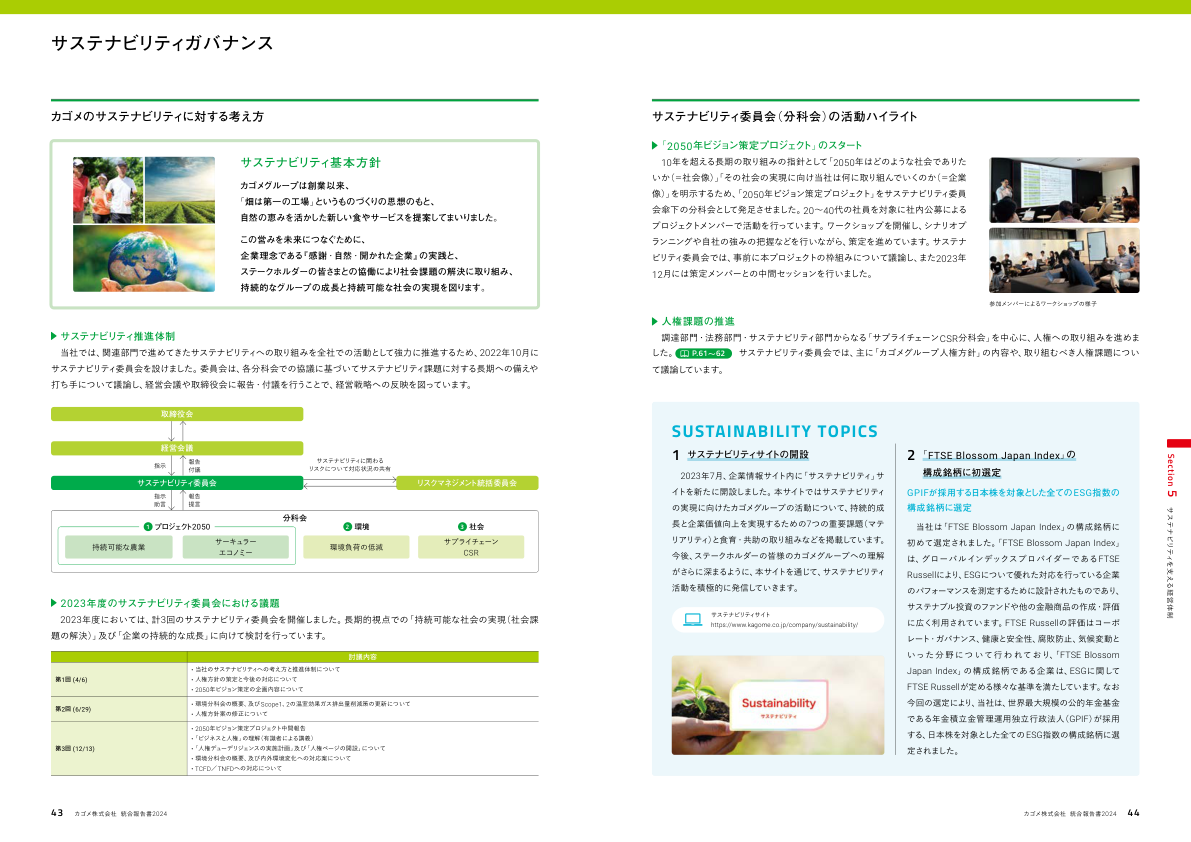 サステナビリティガバナンス
カゴメのサステナビリティに対する考え方
サステナビリティ基本方針
カゴメグループは創業以来、
「畑は第一の工場」というものづくりの思想のもと、
自然の恵みを活かした新しい食やサービスを提案してまいりました。
この営みを未来につなぐために、
企業理念である『感謝・自然・開かれた企業』の実践と、
ステークホルダーの皆さまとの協働により社会課題の解決に取り組み、
持続的なグループの成長と持続可能な社会の実現を図ります。
サステナビリティ推進体制
当社では、関連部門で進めてきたサステナビリティへの取り組みを全社での活動として強力に推進するため、2022年10月に
サステナビリティ委員会を設けました。委員会は、各分科会での協議に基づいてサステナビリティ課題に対する長期への備えや
打ち手について議論し、経営会議や取締役会に報告・付議を行うことで、経営戦略への反映を図っています。
取締役会
経営会議
指示
報告
付議
サステナビリティに関わる
リスクについて対応状況の共有
サステナビリティ委員会
リスクマネジメント統括委員会
指示
助言
報告
提言
分科会
1 プロジェクト2050
2 環境
3 社会
持続可能な農業
サーキュラー
エコノミー
環境負荷の低減
サプライチェーン
CSR
2023年度のサステナビリティ委員会における議題
2023年度においては、計3回のサステナビリティ委員会を開催しました。長期的視点での「持続可能な社会の実現(社会課
題の解決)」及び「企業の持続的な成長」に向けて検討を行っています。
討議内容
第1回(4/6)
・当社のサステナビリティへの考え方と推進体制について
・人権方針の策定と今後の対応について
・2050年ビジョン策定の企画内容について
第2回(6/29)
・環境分科会の概要、及びScope1、2の温室効果ガス排出量削減策の更新について
・人権方針案の修正について
第3回(12/13)
・2050年ビジョン策定プロジェクト中間報告
・「ビジネスと人権」の理解(有識者による講義)
・「人権デューデリジェンスの実施計画」及び「人権ページの開設」について
・環境分科会の概要、及び内外環境変化への対応案について
・TCFD／TNFDへの対応について
43 カゴメ株式会社 統合報告書2024
サステナビリティ委員会(分科会)の活動ハイライト
「2050年ビジョン策定プロジェクト」のスタート
10年を超える長期の取り組みの指針として「2050年はどのような社会でありた
いか(=社会像)」「その社会の実現に向け当社は何に取り組んでいくのか(=企業
像)」を明示するため、「2050年ビジョン策定プロジェクト」をサステナビリティ委員
会傘下の分科会として発足させました。20〜40代の社員を対象に社内公募による
プロジェクトメンバーで活動を行っています。ワークショップを開催し、シナリオプ
ランニングや自社の強みの把握などを行いながら、策定を進めています。サステナ
ビリティ委員会では、事前に本プロジェクトの枠組みについて議論し、また2023年
12月には策定メンバーとの中間セッションを行いました。
参加メンバーによるワークショップの様子
人権課題の推進
調達部門・法務部門・サステナビリティ部門からなる「サプライチェーンCSR分科会」を中心に、人権への取り組みを進めま
した。 P.61〜62 サステナビリティ委員会では、主に「カゴメグループ人権方針」の内容や、取り組むべき人権課題につい
て議論しています。
SUSTAINABILITY TOPICS
1 サステナビリティサイトの開設
2023年7月、企業情報サイト内に「サステナビリティ」サ
イトを新たに開設しました。本サイトではサステナビリティ
の実現に向けたカゴメグループの活動について、持続的成
長と企業価値向上を実現するための7つの重要課題(マテ
リアリティ)と食育・共助の取り組みなどを掲載しています。
今後、ステークホルダーの皆様のカゴメグループへの理解
がさらに深まるように、本サイトを通じて、サステナビリティ
活動を積極的に発信していきます。
サステナビリティサイト
https://www.kagome.co.jp/company/sustainability/
Sustainability
サステナビリティ
2 「FTSE Blossom Japan Index」の
構成銘柄に初選定
GPIFが採用する日本株を対象とした全てのESG指数の
構成銘柄に選定
当社は「FTSE Blossom Japan Index」の構成銘柄に
初めて選定されました。「FTSE Blossom Japan Index」
は、グローバルインデックスプロバイダーであるFTSE
Russellにより、ESGについて優れた対応を行っている企業
のパフォーマンスを測定するために設計されたものであり、
サステナブル投資のファンドや他の金融商品の作成・評価
に広く利用されています。FTSE Russellの評価はコーポ
レート・ガバナンス、健康と安全性、腐敗防止、気候変動と
いった分野について行われており、「FTSE Blossom
Japan Index」の構成銘柄である企業は、ESGに関して
FTSE Russellが定める様々な基準を満たしています。なお
今回の選定により、当社は、世界最大規模の公的年金基金
である年金積立金管理運用独立行政法人(GPIF)が採用
する、日本株を対象とした全てのESG指数の構成銘柄に選
定されました。
Section 5 サステナビリティを支える経営体制
カゴメ株式会社 統合報告書2024 44